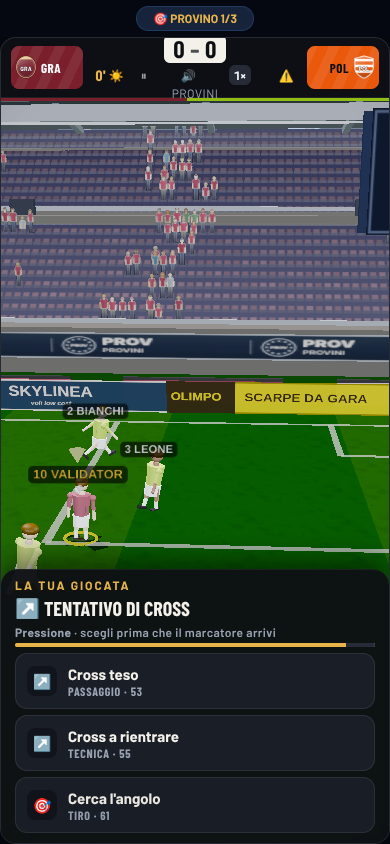 PROVINO 1/3
GRA
GRA
0 - 0
POL
POL
0'
1×
PROVINI
PROV
PROVINI
PROV
PROVINI
SKYLINEA
voli low cost
OLIMPO
SCARPE DA GARA
2 BIANCHI
3 LEONE
10 VALIDATOR
LA TUA GIOCATA
TENTATIVO DI CROSS
Pressione · scegli prima che il marcatore arrivi
Cross teso
PASSAGGIO · 53
Cross a rientrare
TECNICA · 55
Cerca l'angolo
TIRO · 61